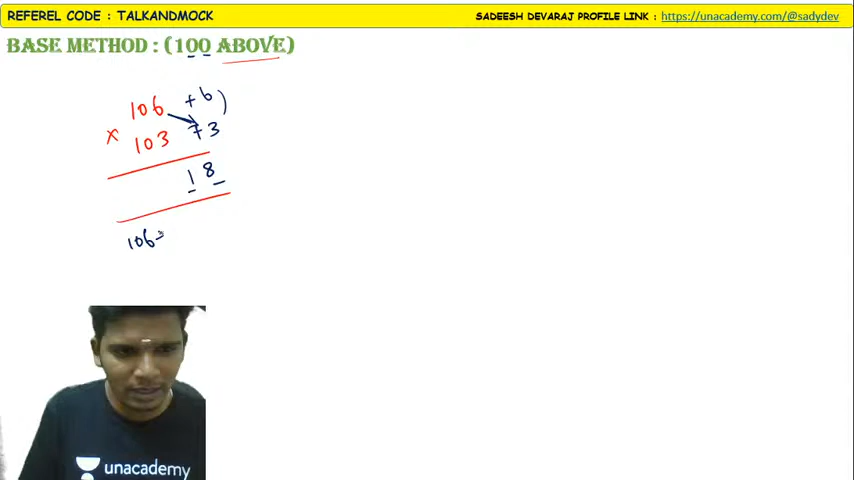 REFEREL CODE : TALKANDMOCK
SADEESH DEVARAJ PROFILE LINK : https://unacademy.com/@sadydev
BASE METHOD : (100 ABOVE)
106 +6)
x 103 +3
18
106+
unacademy